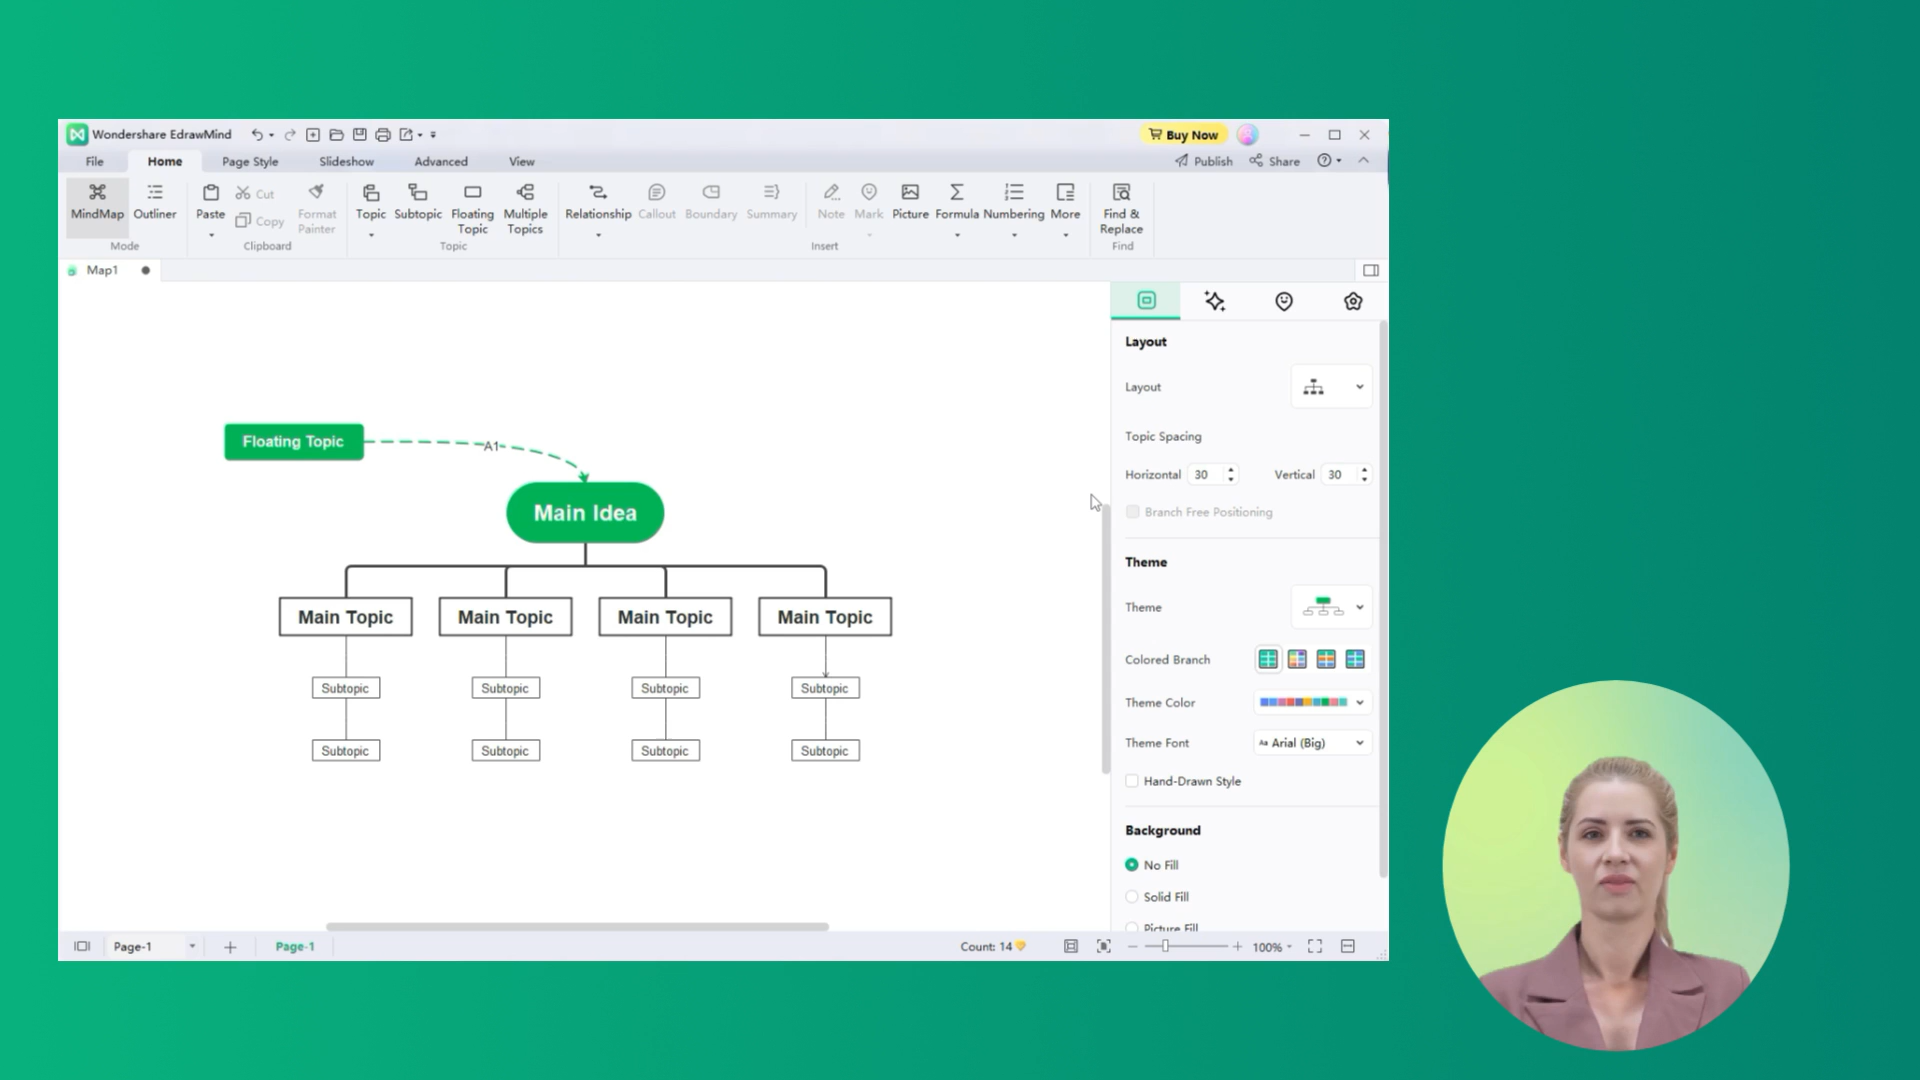 Wondershare EdrawMind
Buy Now
File Home Page Style Slideshow Advanced View
Publish Share
MindMap Outliner Paste Cut Copy Format Painter Topic Subtopic Floating Topic Multiple Topics Relationship Callout Boundary Summary Note Mark Picture Formula Numbering More Find & Replace
Mode Clipboard Topic Insert Find
Map1
Layout
Layout
Floating Topic
A1
Topic Spacing
Horizontal 30 Vertical 30
Main Idea
Branch Free Positioning
Theme
Main Topic Main Topic Main Topic Main Topic
Theme
Colored Branch
Subtopic Subtopic Subtopic Subtopic
Theme Color
Theme Font Aa Arial (Big)
Subtopic Subtopic Subtopic Subtopic
Hand-Drawn Style
Background
No Fill
Solid Fill
Picture Fill
Page-1 Page-1 Count: 14 100%